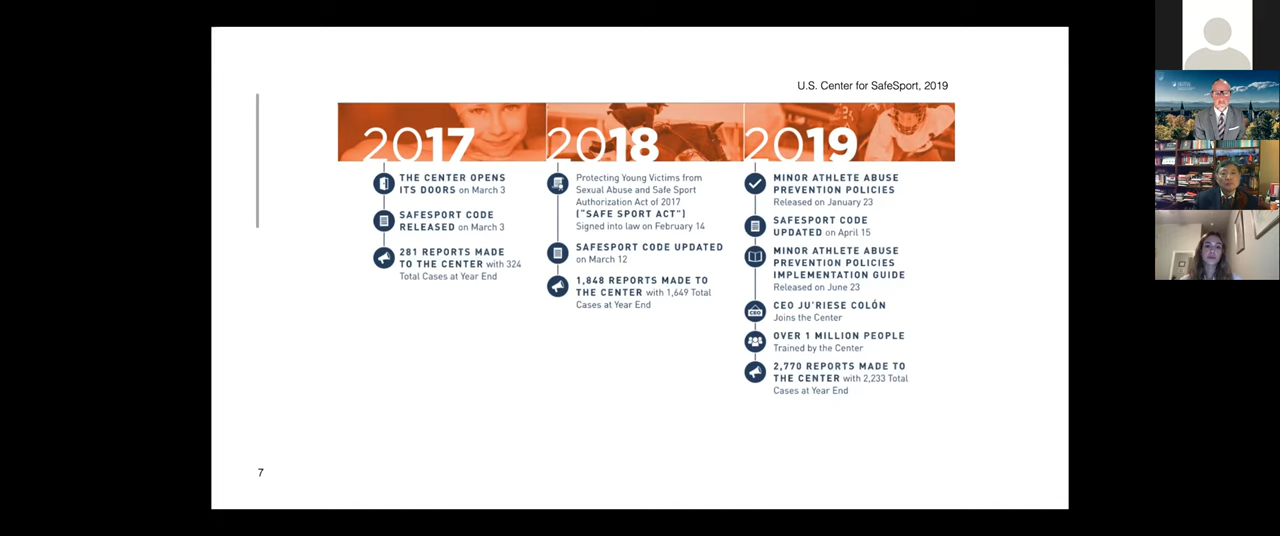 U.S. Center for SafeSport, 2019
2017
THE CENTER OPENS
ITS DOORS on March 3
SAFESPORT CODE
RELEASED on March 3
281 REPORTS MADE
TO THE CENTER with 324
Total Cases at Year End
2018
Protecting Young Victims from
Sexual Abuse and Safe Sport
Authorization Act of 2017
("SAFE SPORT ACT")
Signed into law on February 14
SAFESPORT CODE UPDATED
on March 12
1,848 REPORTS MADE TO
THE CENTER with 1,649 Total
Cases at Year End
2019
MINOR ATHLETE ABUSE
PREVENTION POLICIES
Released on January 23
SAFESPORT CODE
UPDATED on April 15
MINOR ATHLETE ABUSE
PREVENTION POLICIES
IMPLEMENTATION GUIDE
Released on June 23
CEO
CEO JU'RIESE COLÓN
Joins the Center
OVER 1 MILLION PEOPLE
Trained by the Center
2,770 REPORTS MADE TO
THE CENTER with 2,233 Total
Cases at Year End
7